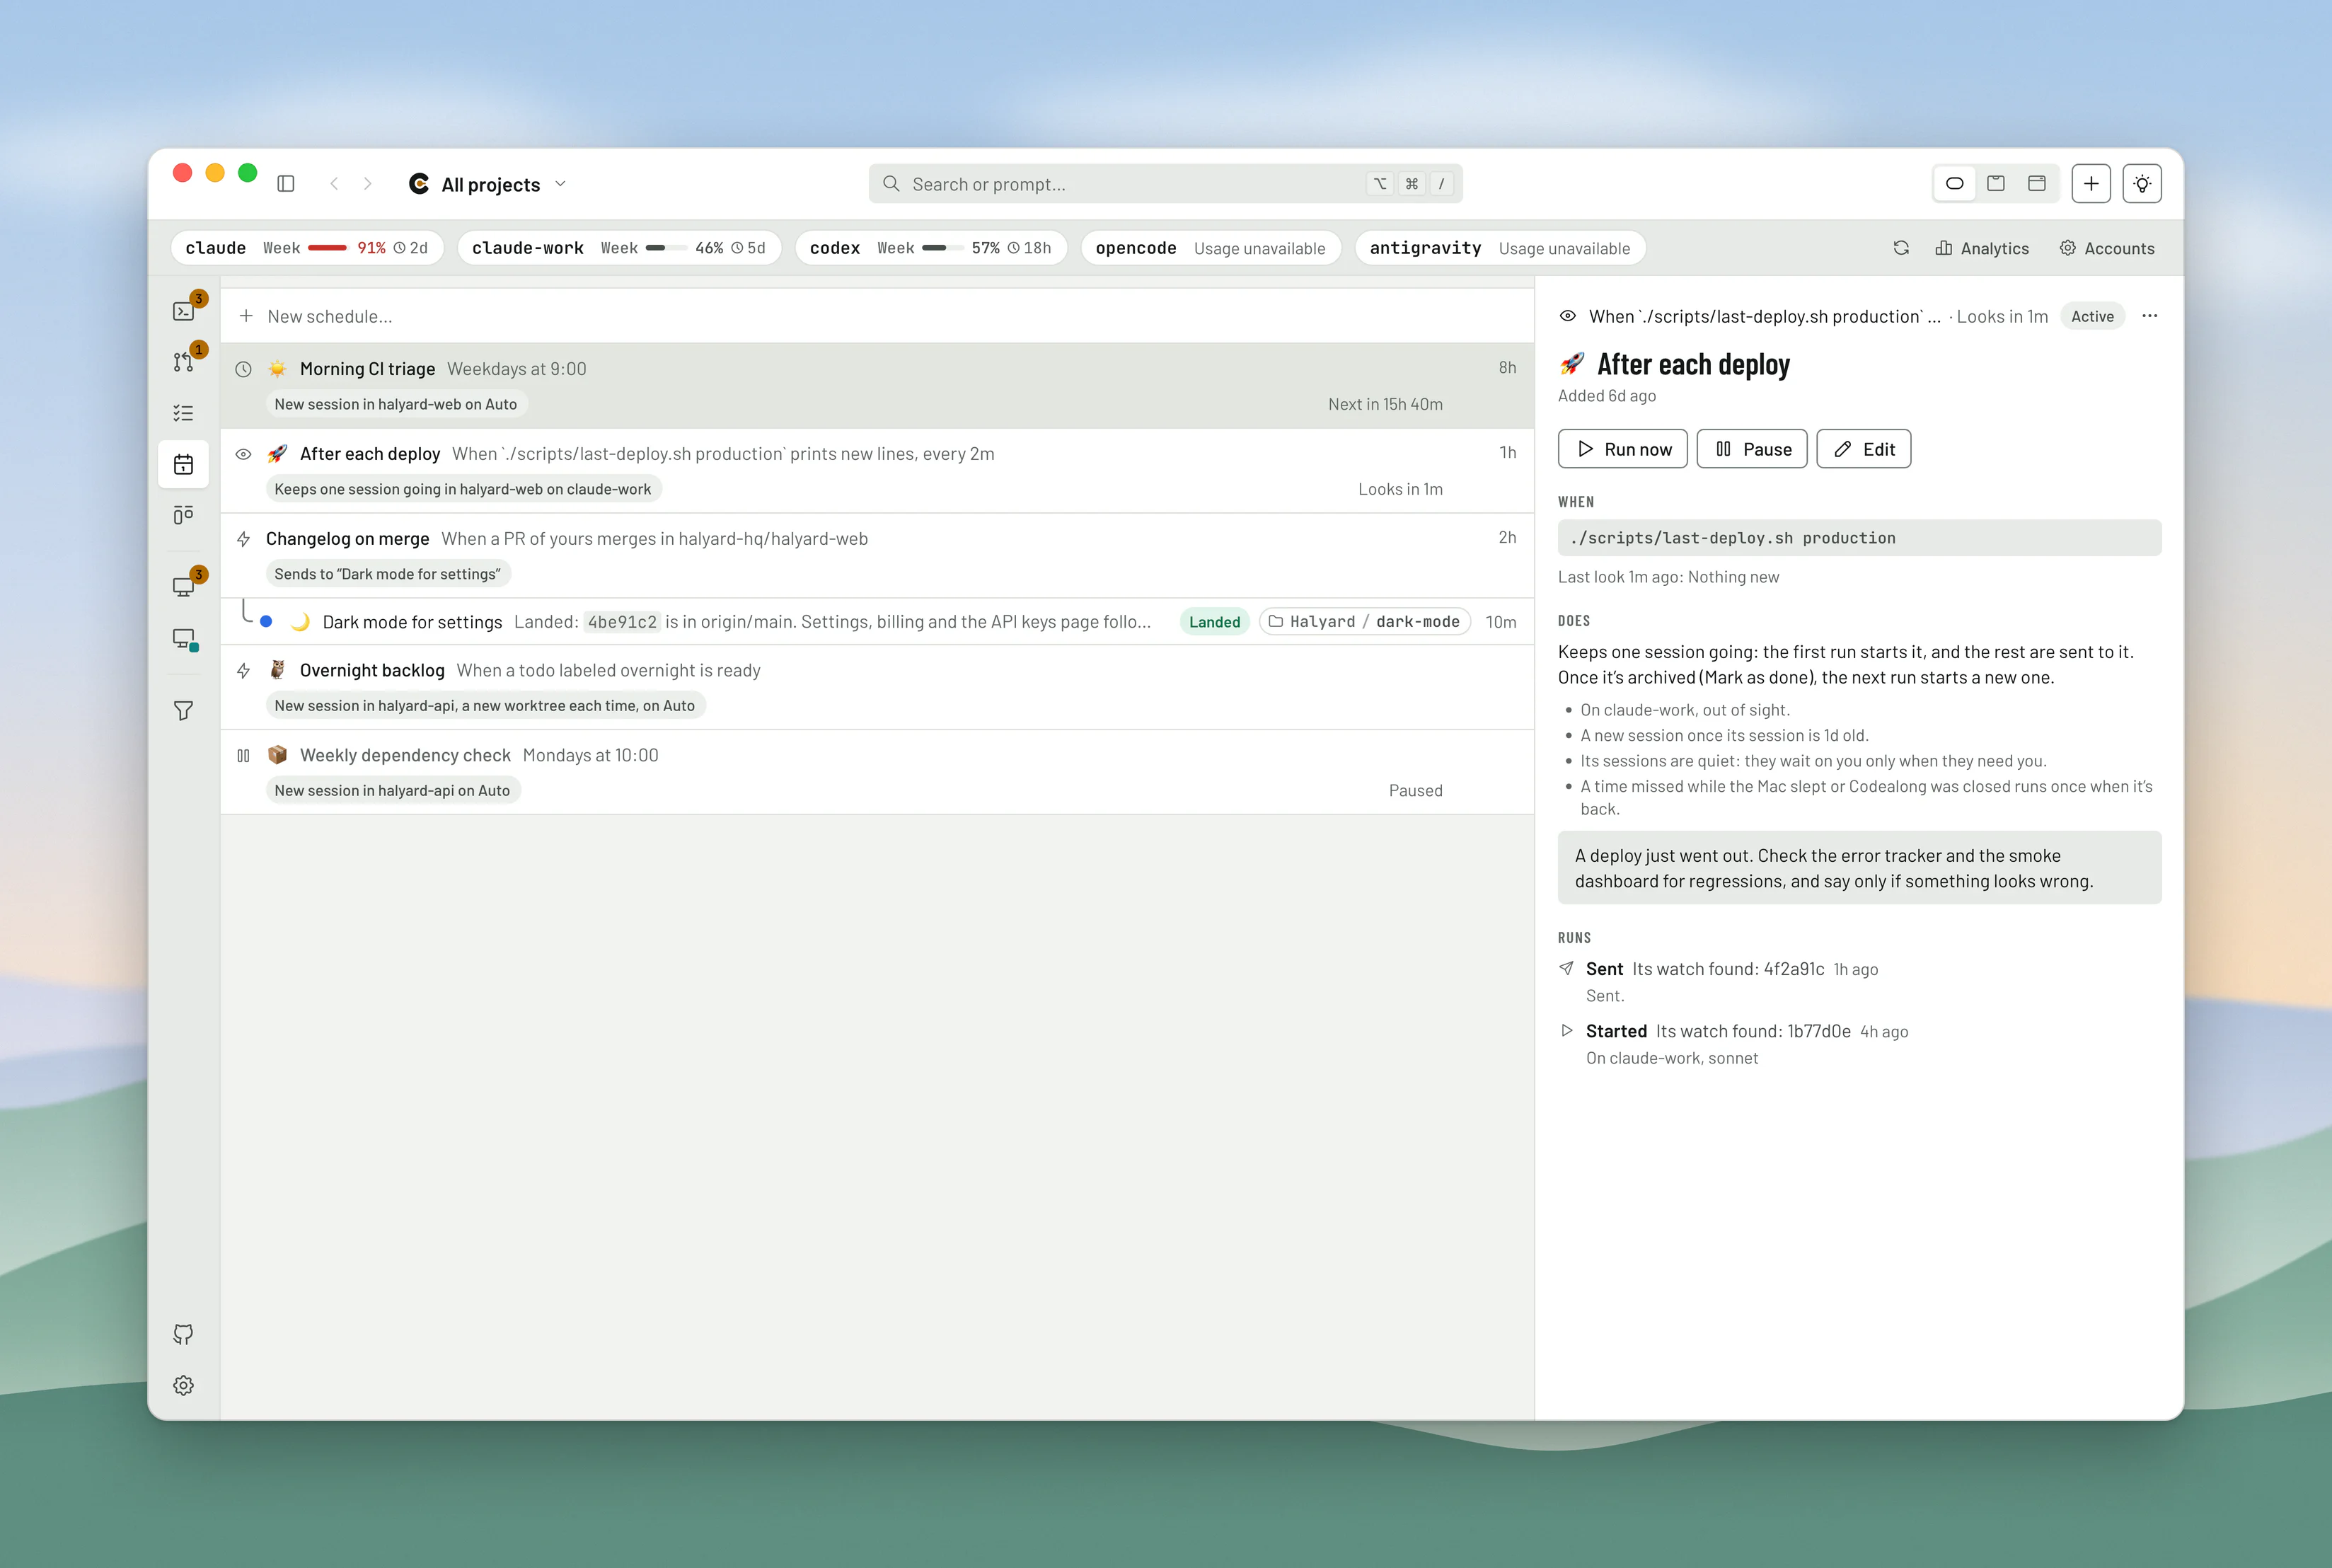 All projects
Search or prompt...
⌥ ⌘ /
claude Week 91% 2d
claude-work Week 46% 5d
codex Week 57% 18h
opencode Usage unavailable
antigravity Usage unavailable
Analytics
Accounts
3
1
3
New schedule...
Morning CI triage Weekdays at 9:00 8h
New session in halyard-web on Auto Next in 15h 40m
After each deploy When `./scripts/last-deploy.sh production` prints new lines, every 2m 1h
Keeps one session going in halyard-web on claude-work Looks in 1m
Changelog on merge When a PR of yours merges in halyard-hq/halyard-web 2h
Sends to “Dark mode for settings”
Dark mode for settings Landed: 4be91c2 is in origin/main. Settings, billing and the API keys page follo... Landed Halyard / dark-mode 10m
Overnight backlog When a todo labeled overnight is ready
New session in halyard-api, a new worktree each time, on Auto
Weekly dependency check Mondays at 10:00
New session in halyard-api on Auto Paused
When `./scripts/last-deploy.sh production` ... · Looks in 1m Active
After each deploy
Added 6d ago
Run now
Pause
Edit
WHEN
./scripts/last-deploy.sh production
Last look 1m ago: Nothing new
DOES
Keeps one session going: the first run starts it, and the rest are sent to it.
Once it’s archived (Mark as done), the next run starts a new one.
• On claude-work, out of sight.
• A new session once its session is 1d old.
• Its sessions are quiet: they wait on you only when they need you.
• A time missed while the Mac slept or Codealong was closed runs once when it’s
back.
A deploy just went out. Check the error tracker and the smoke
dashboard for regressions, and say only if something looks wrong.
RUNS
Sent Its watch found: 4f2a91c 1h ago
Sent.
Started Its watch found: 1b77d0e 4h ago
On claude-work, sonnet